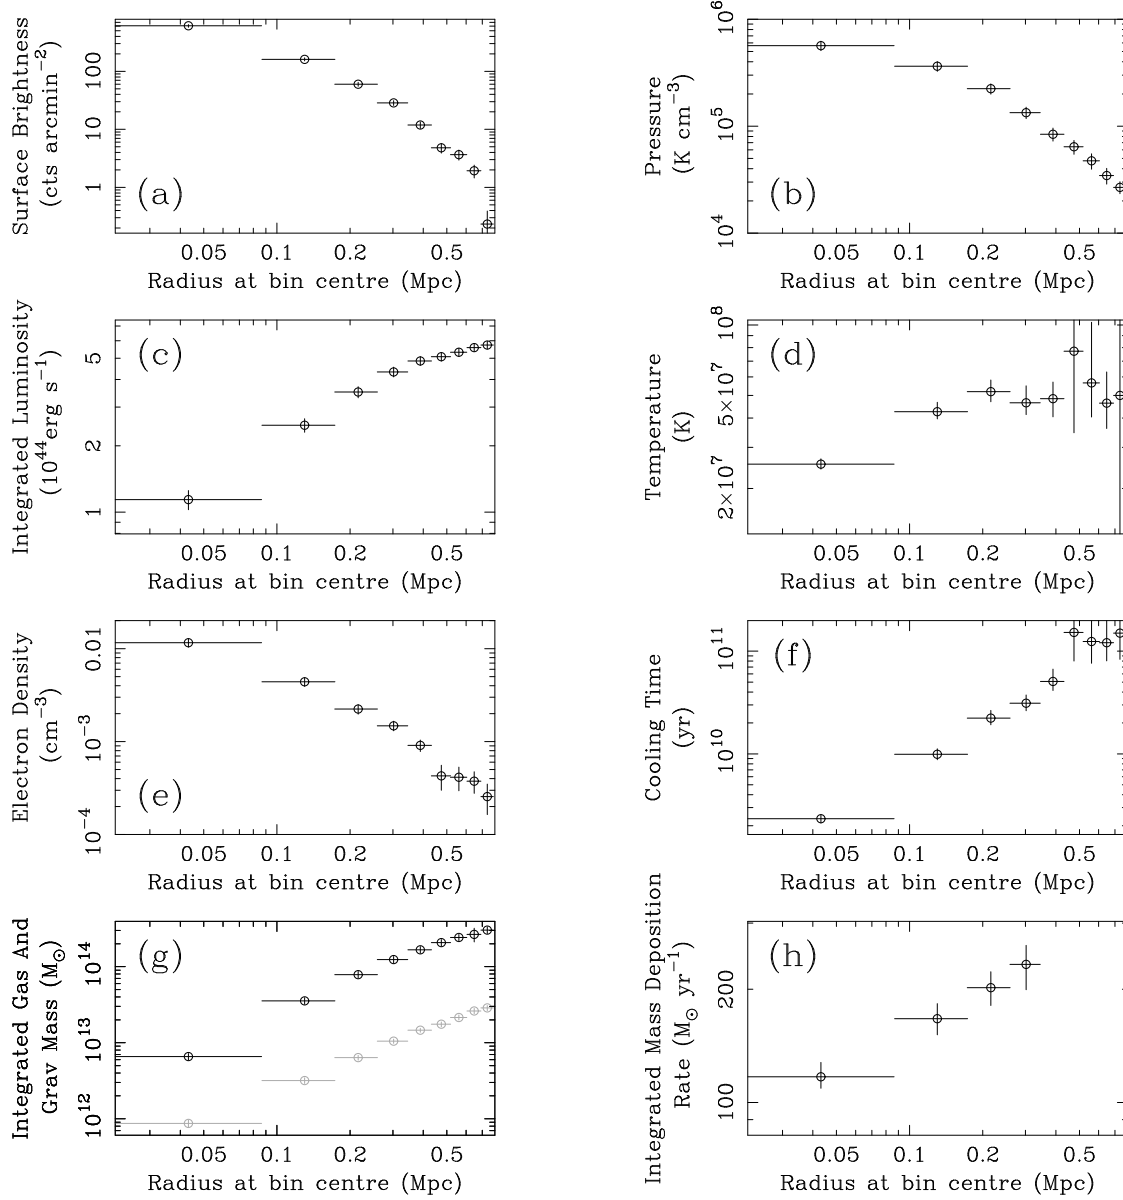 Surface Brightness
(cts arcmin⁻²)
100
10
1
(a)
0.05 0.1 0.2 0.5
Radius at bin centre (Mpc)
Pressure
(K cm⁻³)
10⁶
10⁵
10⁴
(b)
0.05 0.1 0.2 0.5
Radius at bin centre (Mpc)
Integrated Luminosity
(10⁴⁴erg s⁻¹)
5
2
1
(c)
0.05 0.1 0.2 0.5
Radius at bin centre (Mpc)
Temperature
(K)
10⁸
5×10⁷
2×10⁷
(d)
0.05 0.1 0.2 0.5
Radius at bin centre (Mpc)
Electron Density
(cm⁻³)
0.01
10⁻³
10⁻⁴
(e)
0.05 0.1 0.2 0.5
Radius at bin centre (Mpc)
Cooling Time
(yr)
10¹¹
10¹⁰
(f)
0.05 0.1 0.2 0.5
Radius at bin centre (Mpc)
Integrated Gas And
Grav Mass (M⊙)
10¹⁴
10¹³
10¹²
(g)
0.05 0.1 0.2 0.5
Radius at bin centre (Mpc)
Integrated Mass Deposition
Rate (M⊙ yr⁻¹)
200
100
(h)
0.05 0.1 0.2 0.5
Radius at bin centre (Mpc)